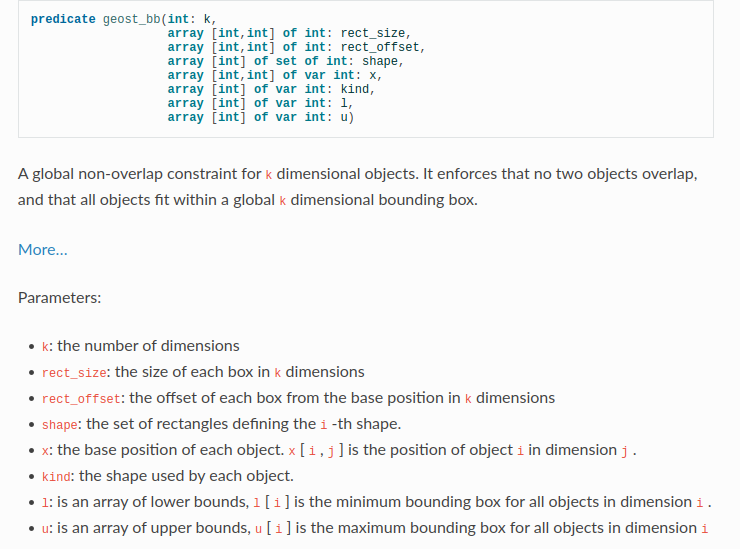 predicate geost_bb(int: k,
array [int,int] of int: rect_size,
array [int,int] of int: rect_offset,
array [int] of set of int: shape,
array [int,int] of var int: x,
array [int] of var int: kind,
array [int] of var int: l,
array [int] of var int: u)
A global non-overlap constraint for k dimensional objects. It enforces that no two objects overlap,
and that all objects fit within a global k dimensional bounding box.
More...
Parameters:
• k: the number of dimensions
• rect_size: the size of each box in k dimensions
• rect_offset: the offset of each box from the base position in k dimensions
• shape: the set of rectangles defining the i -th shape.
• x: the base position of each object. x [ i , j ] is the position of object i in dimension j .
• kind: the shape used by each object.
• l: is an array of lower bounds, l [ i ] is the minimum bounding box for all objects in dimension i .
• u: is an array of upper bounds, u [ i ] is the maximum bounding box for all objects in dimension i